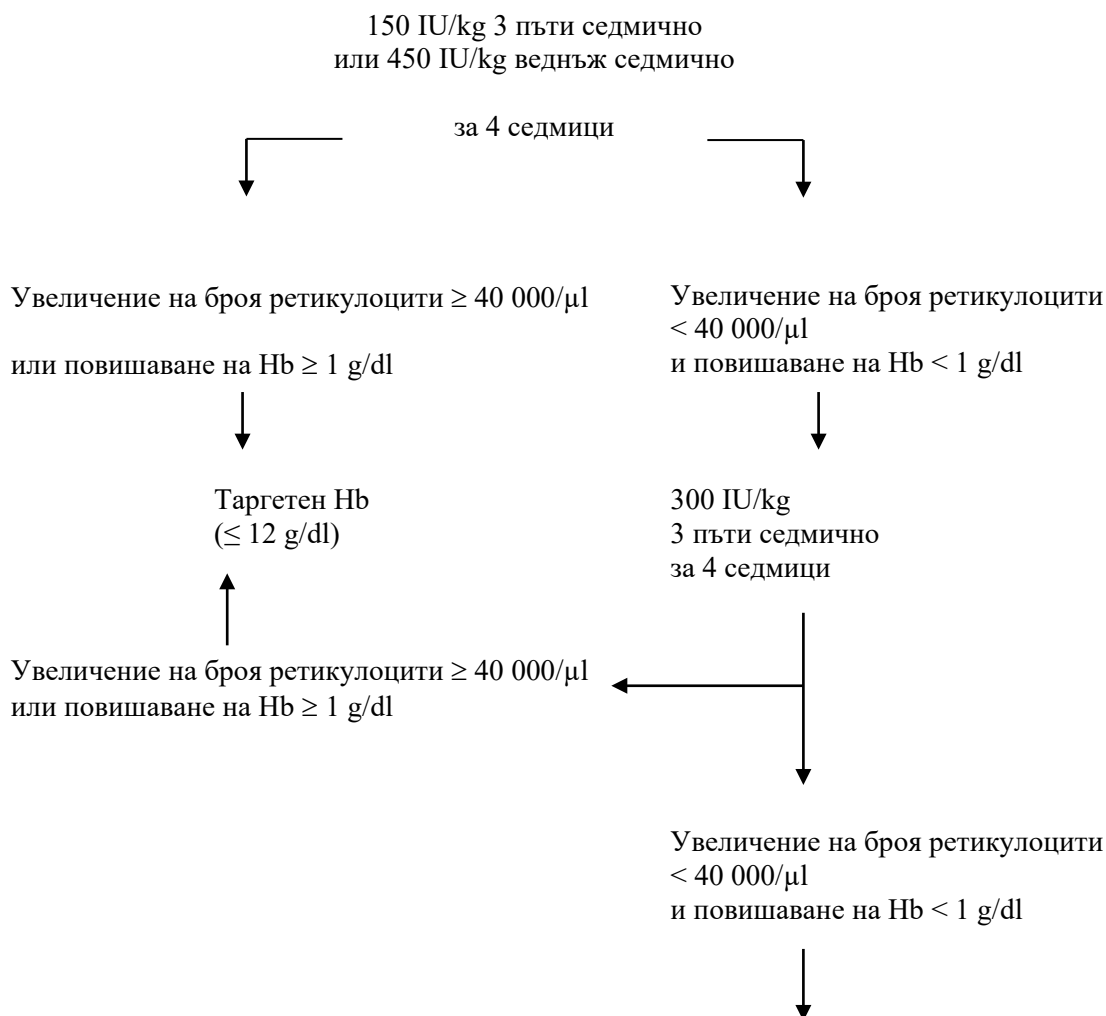 150 IU/kg 3 пъти седмично
или 450 IU/kg веднъж седмично
за 4 седмици
Увеличение на броя ретикулоцити ≥ 40 000/µl
или повишаване на Hb ≥ 1 g/dl
Увеличение на броя ретикулоцити
< 40 000/µl
и повишаване на Hb < 1 g/dl
Таргетен Hb
(≤ 12 g/dl)
300 IU/kg
3 пъти седмично
за 4 седмици
Увеличение на броя ретикулоцити ≥ 40 000/µl
или повишаване на Hb ≥ 1 g/dl
Увеличение на броя ретикулоцити
< 40 000/µl
и повишаване на Hb < 1 g/dl